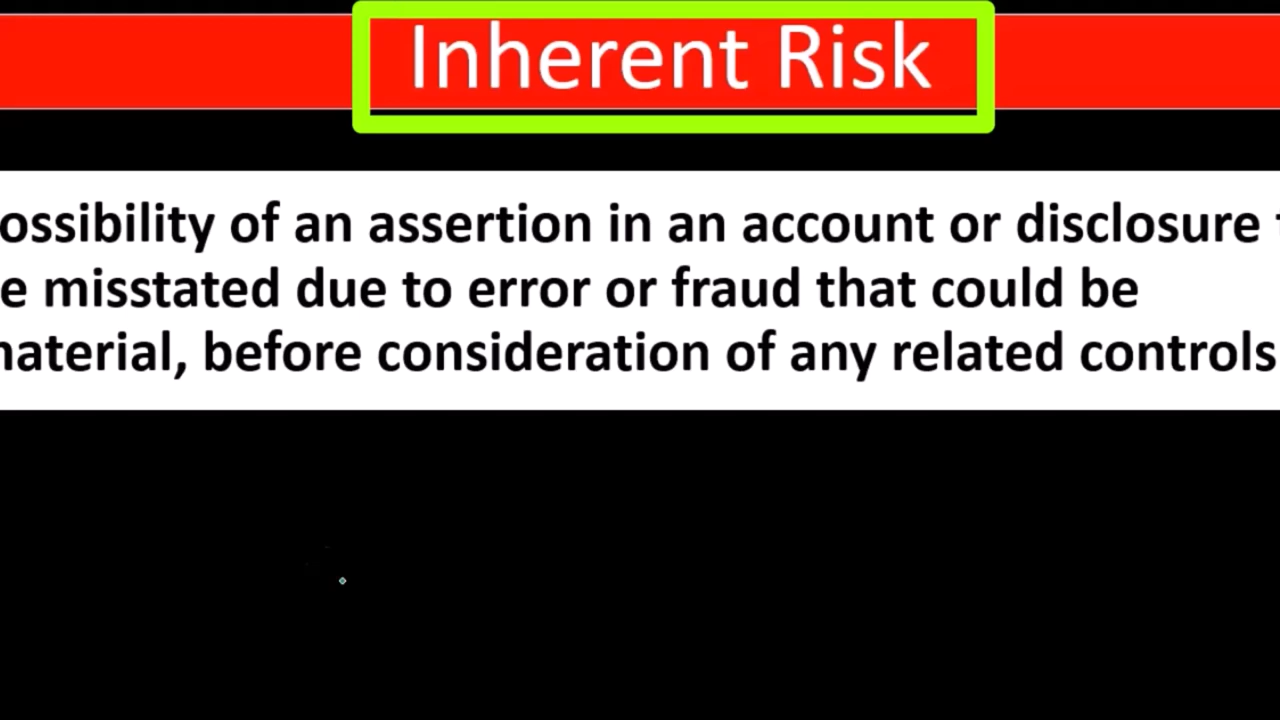 Inherent Risk
ossibility of an assertion in an account or disclosure
e misstated due to error or fraud that could be
naterial, before consideration of any related controls